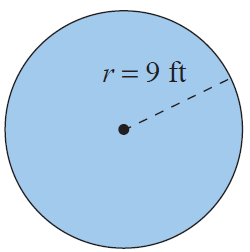 r = 9 ft